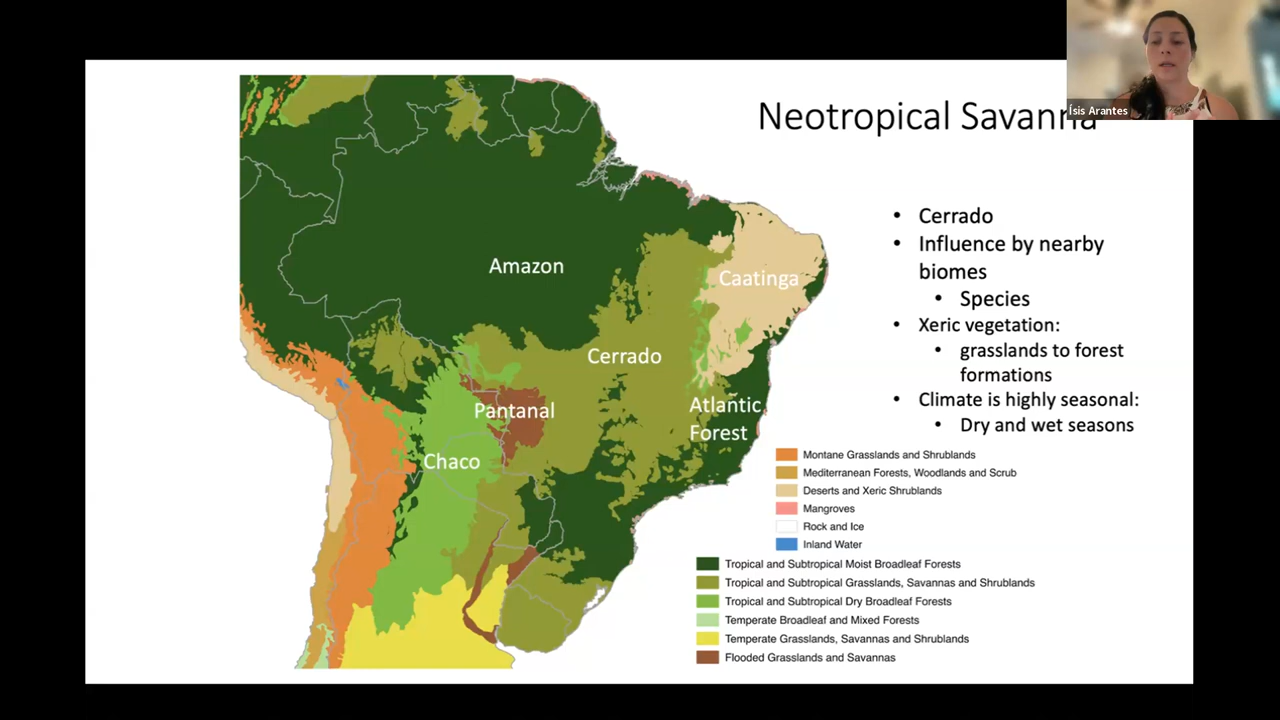 Neotropical Savanna
Ísis Arantes
• Cerrado
• Influence by nearby
biomes
• Species
• Xeric vegetation:
• grasslands to forest
formations
• Climate is highly seasonal:
• Dry and wet seasons
Amazon
Caatinga
Cerrado
Pantanal
Atlantic
Forest
Chaco
Montane Grasslands and Shrublands
Mediterranean Forests, Woodlands and Scrub
Deserts and Xeric Shrublands
Mangroves
Rock and Ice
Inland Water
Tropical and Subtropical Moist Broadleaf Forests
Tropical and Subtropical Grasslands, Savannas and Shrublands
Tropical and Subtropical Dry Broadleaf Forests
Temperate Broadleaf and Mixed Forests
Temperate Grasslands, Savannas and Shrublands
Flooded Grasslands and Savannas